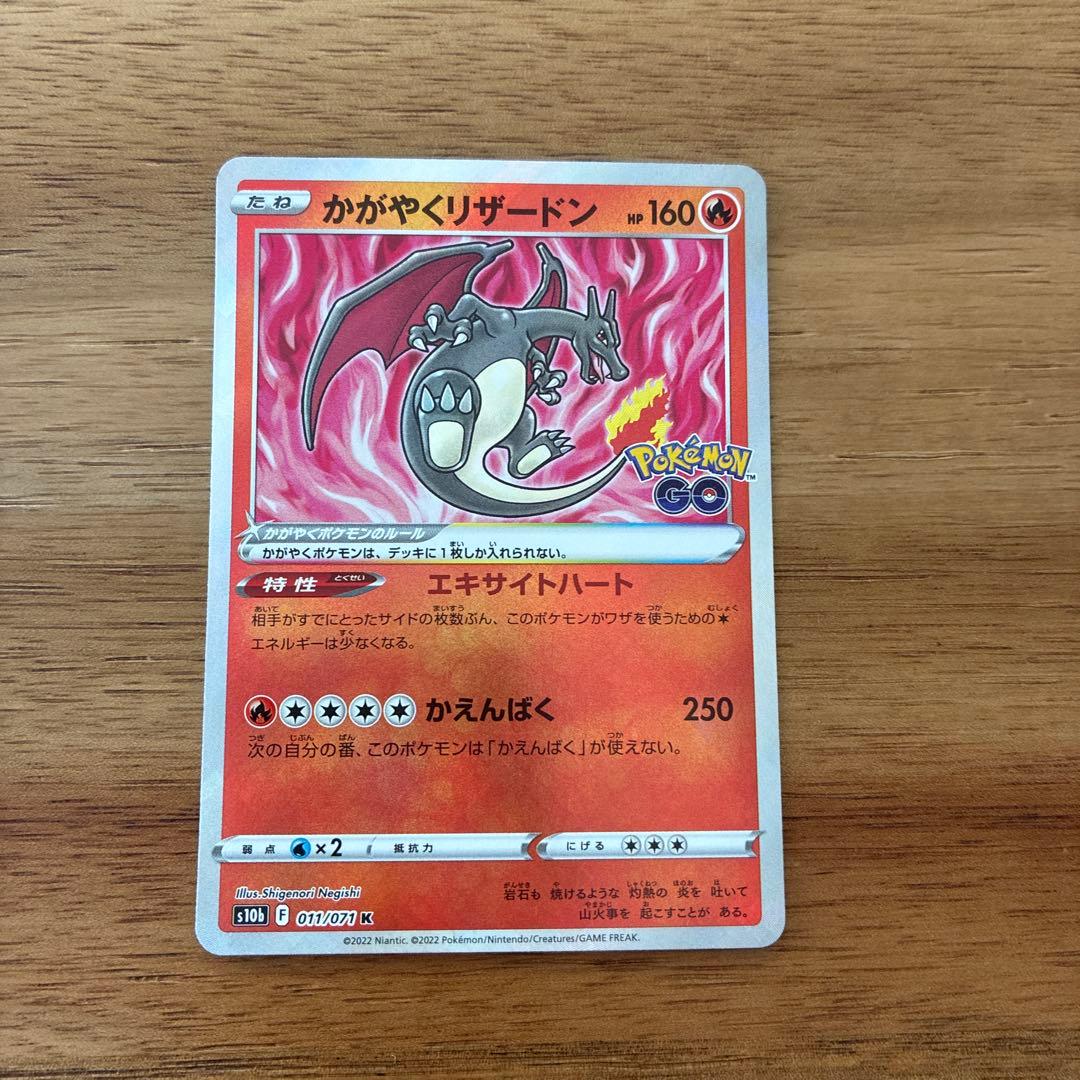 たね かがやくリザードン HP 160
Pokémon
GO™
かがやくポケモンのルール
かがやくポケモンは、デッキに1枚しか入れられない。
特性 とくせい エキサイトハート
相手がすでにとったサイドの枚数ぶん、このポケモンがワザを使うための
エネルギーは少なくなる。
かえんばく 250
次の自分の番、このポケモンは「かえんばく」が使えない。
弱点 ×2 抵抗力 にげる
Illus.Shigenori Negishi
岩石も 焼けるような 灼熱の 炎を 吐いて
山火事を 起こすことが ある。
s10b F 011/071 K
©2022 Niantic. ©2022 Pokémon/Nintendo/Creatures/GAME FREAK.